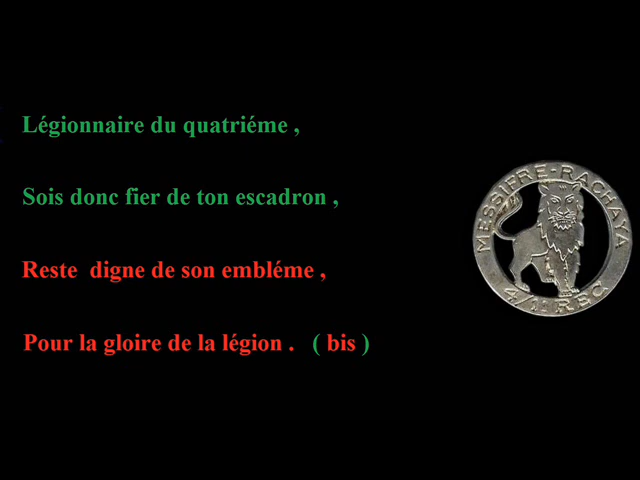 Légionnaire du quatriéme ,
Sois donc fier de ton escadron ,
Reste digne de son embléme ,
Pour la gloire de la légion . ( bis )
MESSIFRE-RACHAYA
4/1er REC